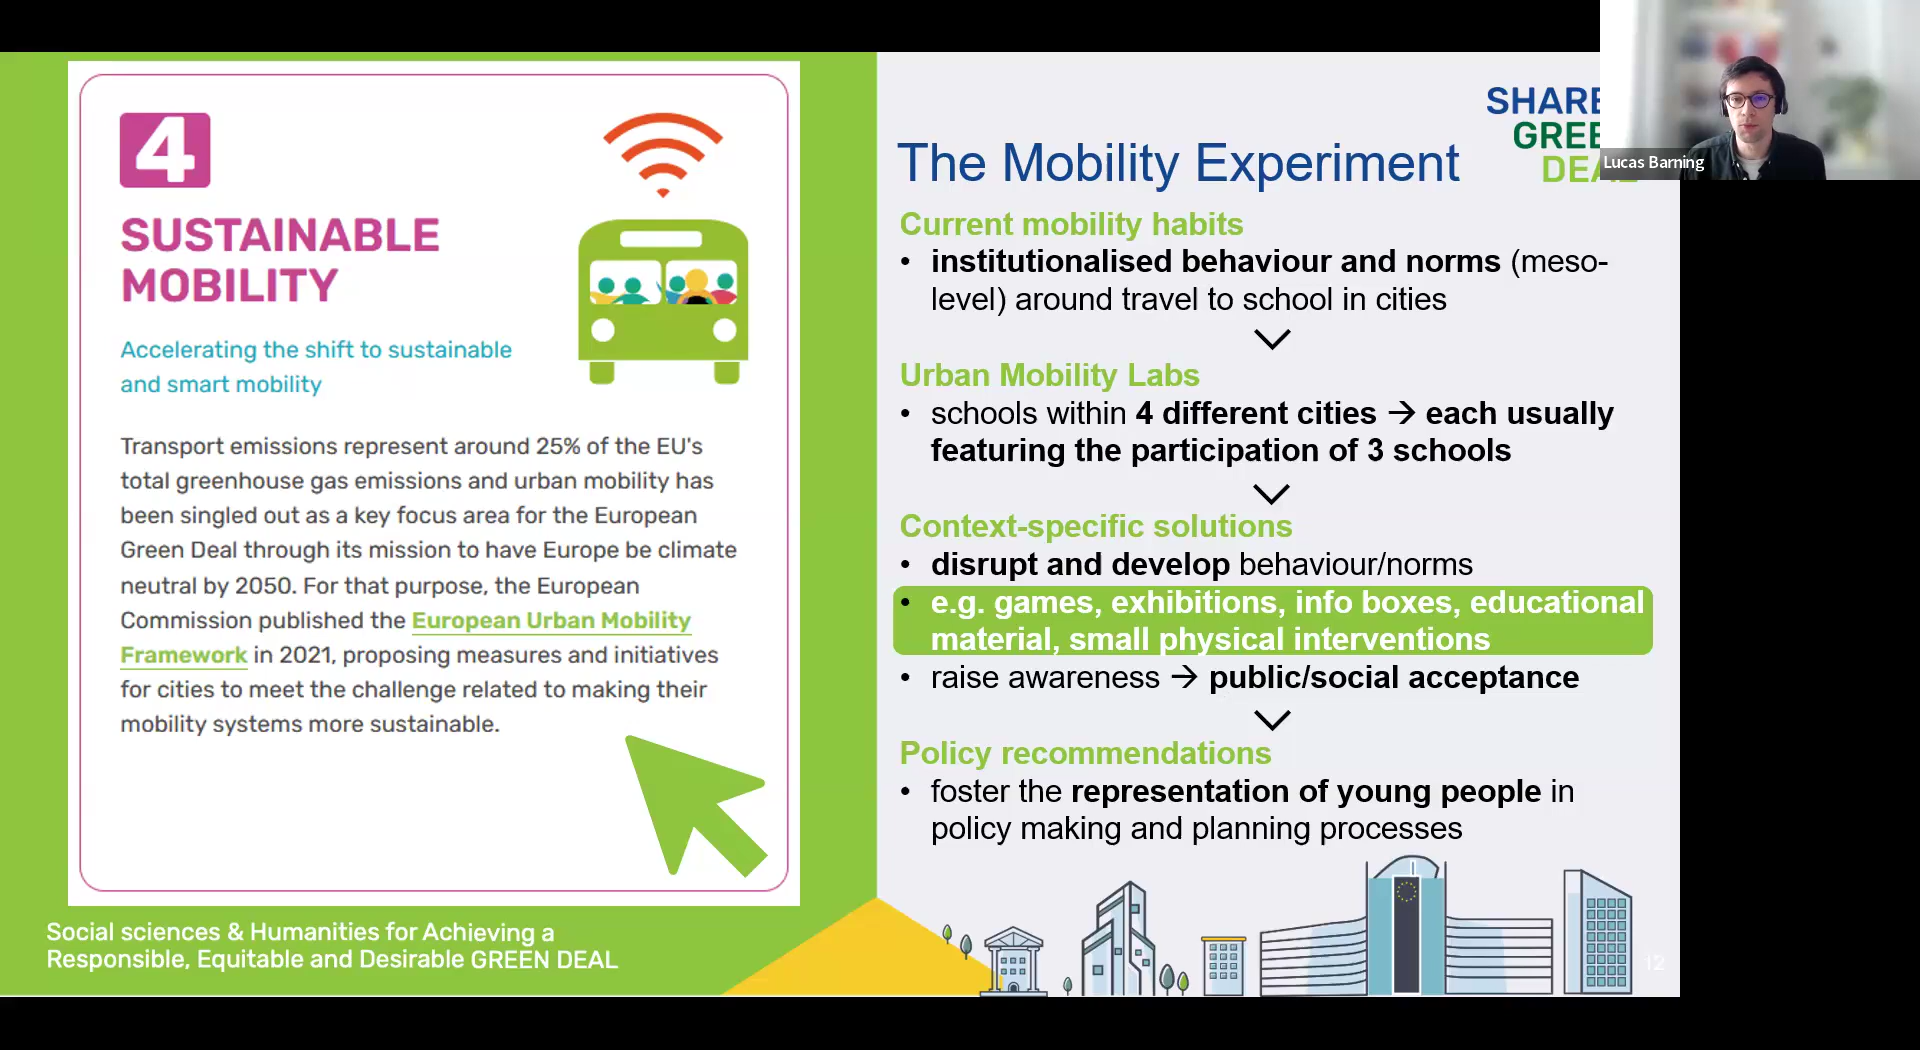 4
SUSTAINABLE
MOBILITY
Accelerating the shift to sustainable
and smart mobility
Transport emissions represent around 25% of the EU's
total greenhouse gas emissions and urban mobility has
been singled out as a key focus area for the European
Green Deal through its mission to have Europe be climate
neutral by 2050. For that purpose, the European
Commission published the European Urban Mobility
Framework in 2021, proposing measures and initiatives
for cities to meet the challenge related to making their
mobility systems more sustainable.
Social sciences & Humanities for Achieving a
Responsible, Equitable and Desirable GREEN DEAL
The Mobility Experiment
SHARE
GREE
DEAL
Lucas Barning
Current mobility habits
• institutionalised behaviour and norms (meso-
level) around travel to school in cities
Urban Mobility Labs
• schools within 4 different cities → each usually
featuring the participation of 3 schools
Context-specific solutions
• disrupt and develop behaviour/norms
• e.g. games, exhibitions, info boxes, educational
material, small physical interventions
• raise awareness → public/social acceptance
Policy recommendations
• foster the representation of young people in
policy making and planning processes
12